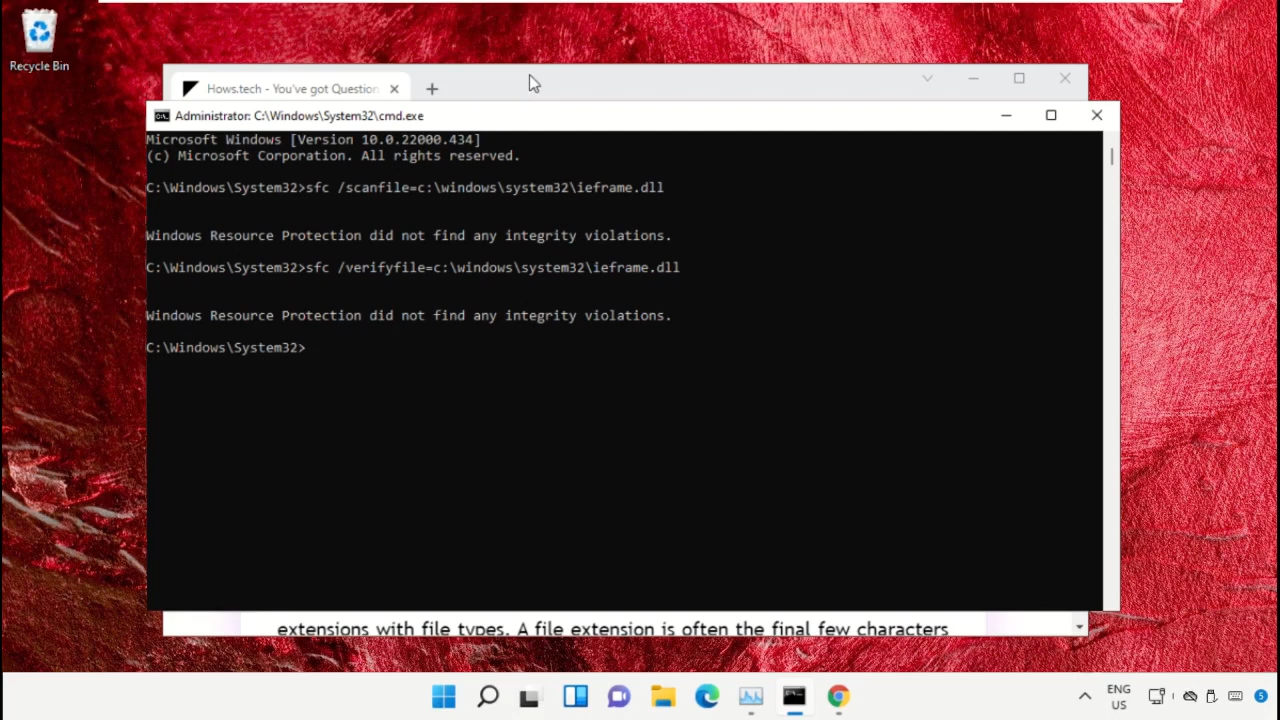 Recycle Bin
Hows.tech - You've got Question
Administrator: C:\Windows\System32\cmd.exe
Microsoft Windows [Version 10.0.22000.434]
(c) Microsoft Corporation. All rights reserved.
C:\Windows\System32>sfc /scanfile=c:\windows\system32\ieframe.dll
Windows Resource Protection did not find any integrity violations.
C:\Windows\System32>sfc /verifyfile=c:\windows\system32\ieframe.dll
Windows Resource Protection did not find any integrity violations.
C:\Windows\System32>
extensions with file types. A file extension is often the final few characters
ENG
US
5